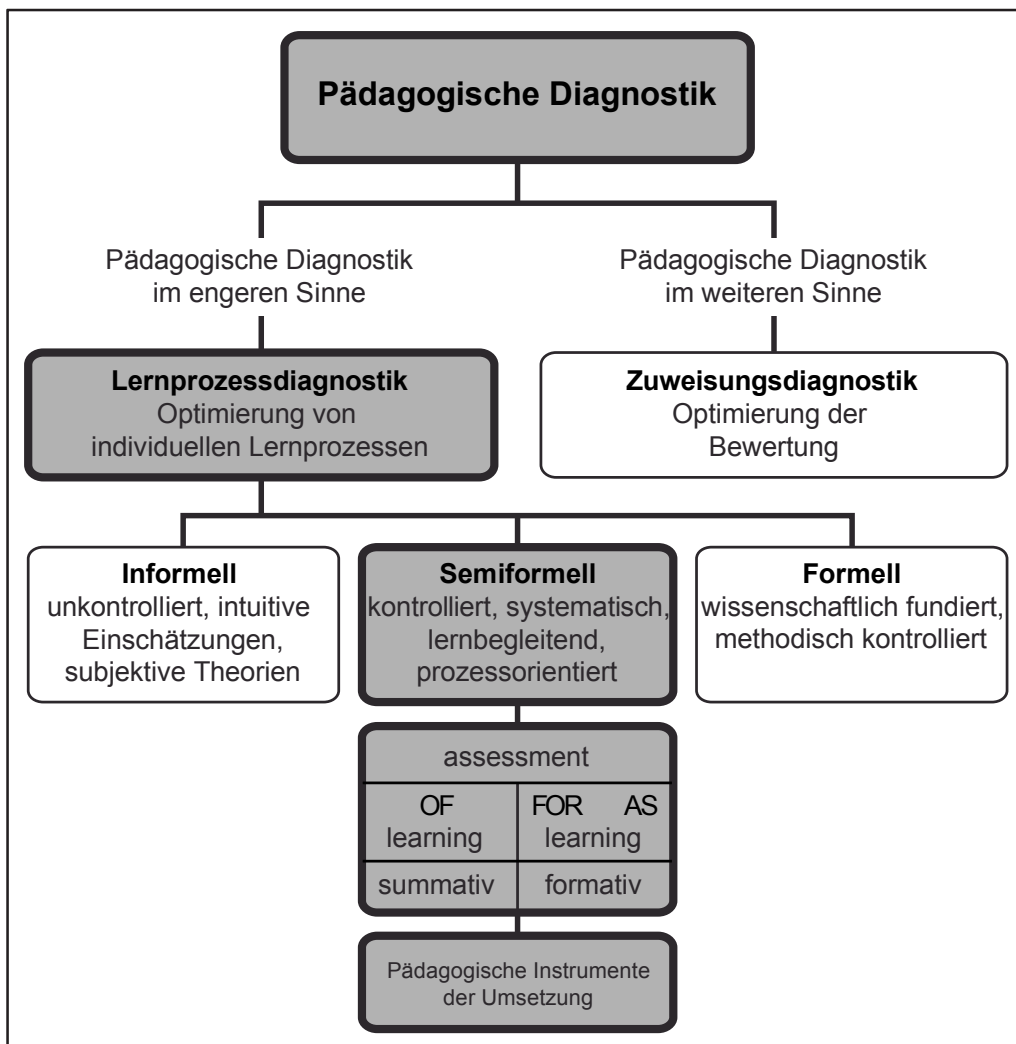 Pädagogische Diagnostik
Pädagogische Diagnostik
im engeren Sinne
Pädagogische Diagnostik
im weiteren Sinne
Lernprozessdiagnostik
Optimierung von
individuellen Lernprozessen
Zuweisungsdiagnostik
Optimierung der
Bewertung
Informell
unkontrolliert, intuitive
Einschätzungen,
subjektive Theorien
Semiformell
kontrolliert, systematisch,
lernbegleitend,
prozessorientiert
Formell
wissenschaftlich fundiert,
methodisch kontrolliert
assessment
OF
learning
FOR AS
learning
summativ
formativ
Pädagogische Instrumente
der Umsetzung